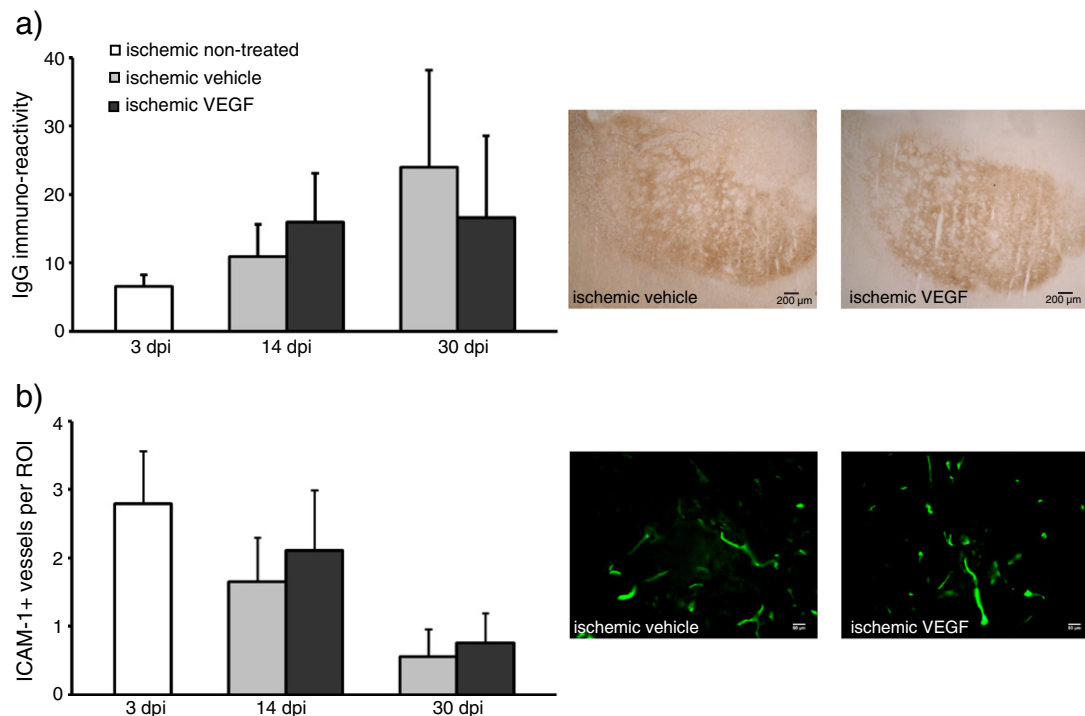 a)
ischemic non-treated
ischemic vehicle
ischemic VEGF
IgG immuno-reactivity
40
30
20
10
0
3 dpi 14 dpi 30 dpi
ischemic vehicle 200 µm
ischemic VEGF 200 µm
b)
ICAM-1+ vessels per ROI
4
3
2
1
0
3 dpi 14 dpi 30 dpi
ischemic vehicle
ischemic VEGF